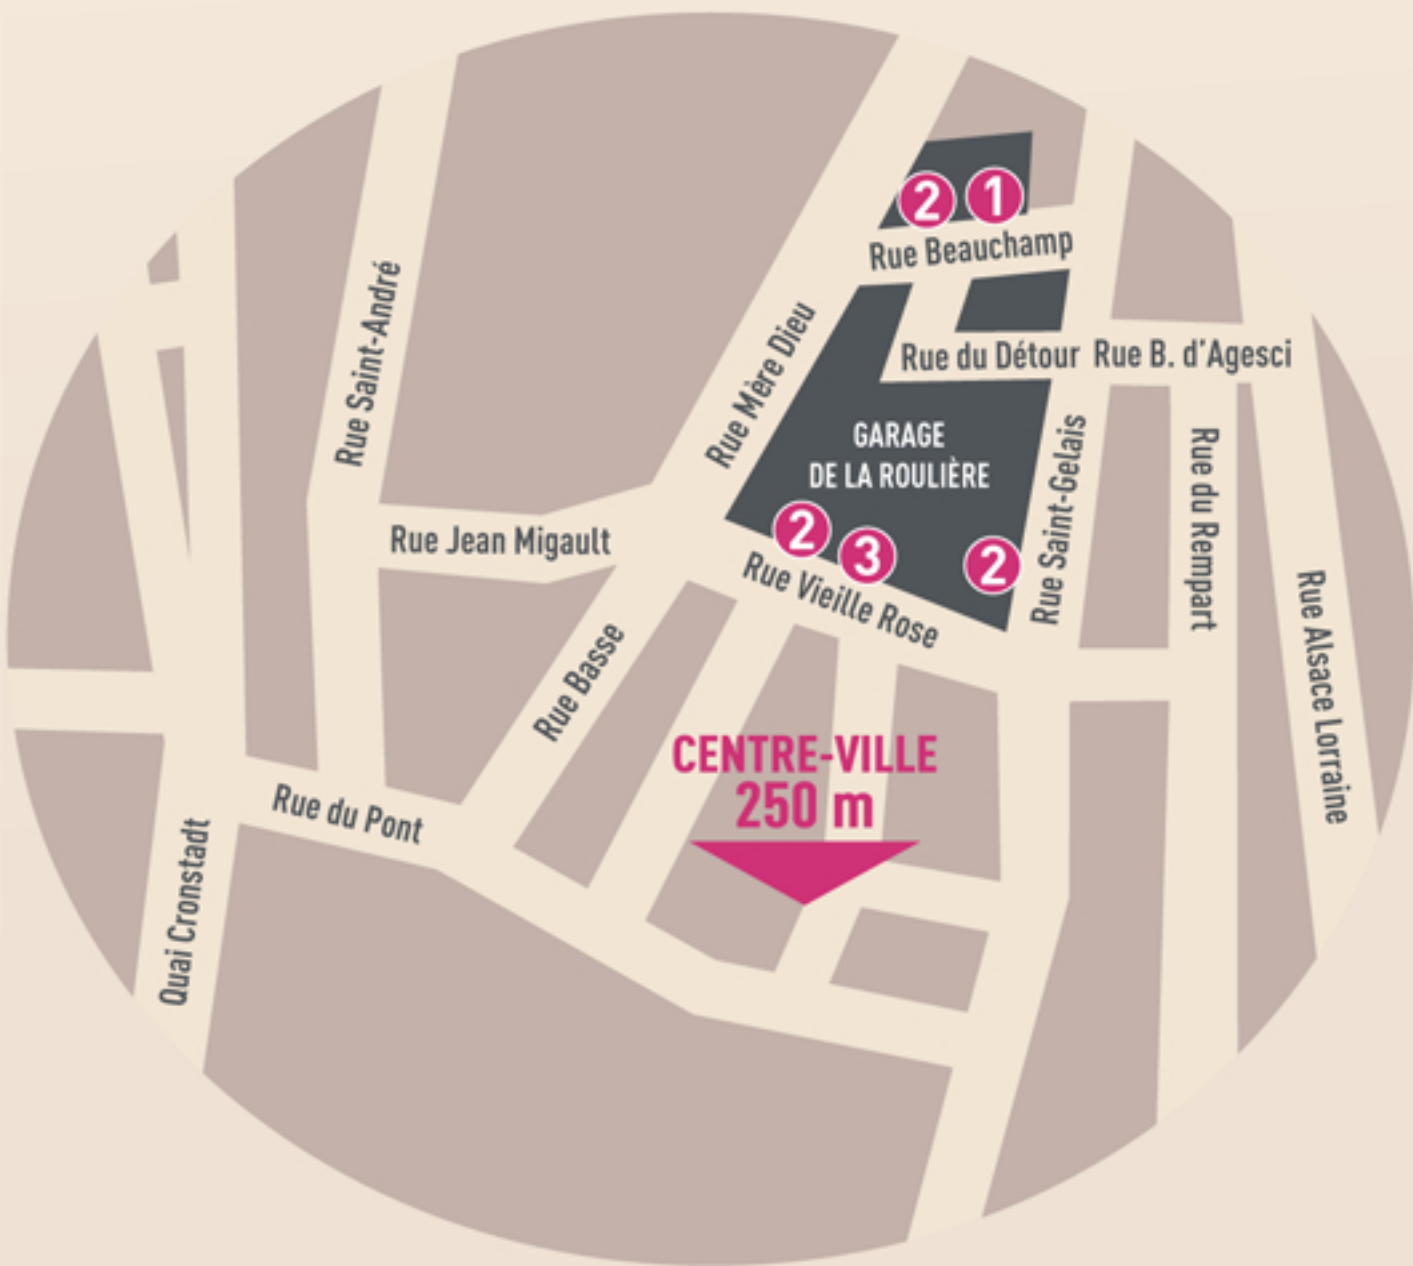 2
1
Rue Beauchamp
Rue Saint-André
Rue Mère Dieu
Rue du Détour
Rue B. d'Agesci
GARAGE
DE LA ROULIÈRE
Rue Saint-Gelais
Rue du Rempart
Rue Jean Migault
2
3
2
Rue Vieille Rose
Rue Alsace Lorraine
Rue Basse
CENTRE-VILLE
250 m
Rue du Pont
Quai Cronstadt